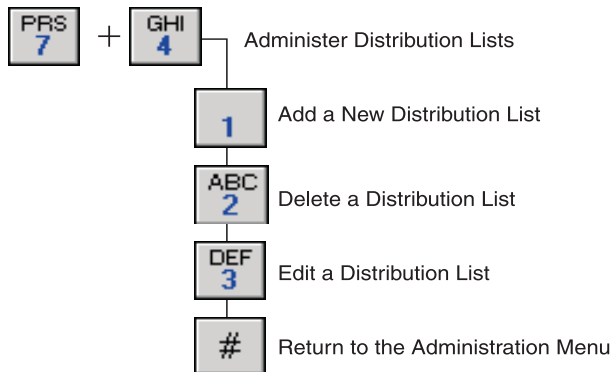 PRS 7 + GHI 4 Administer Distribution Lists
1 Add a New Distribution List
ABC 2 Delete a Distribution List
DEF 3 Edit a Distribution List
# Return to the Administration Menu